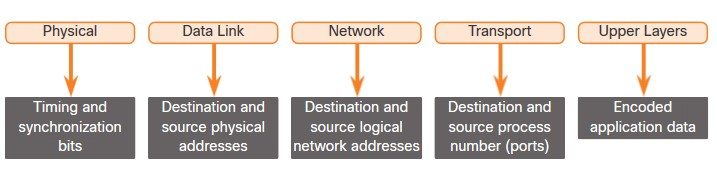 Physical
Data Link
Network
Transport
Upper Layers
Timing and
synchronization
bits
Destination and
source physical
addresses
Destination and
source logical
network addresses
Destination and
source process
number (ports)
Encoded
application data